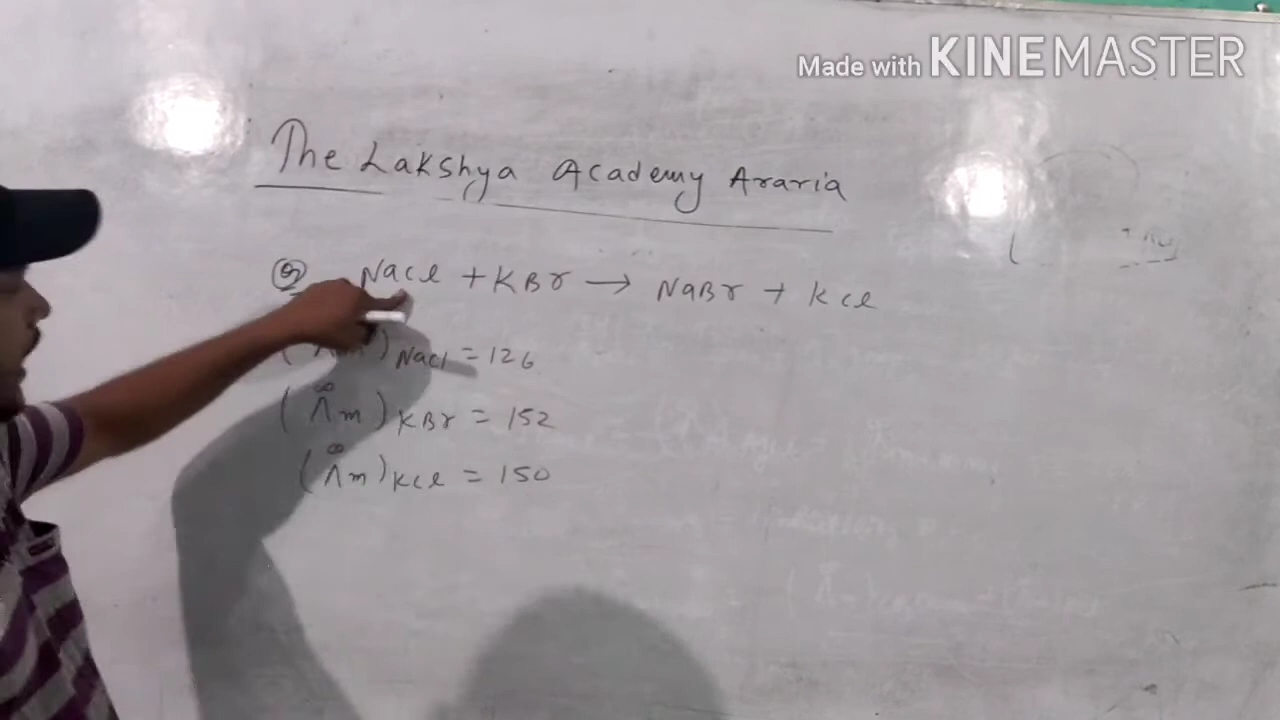 Made with KINEMASTER
The Lakshya Academy Araria
Q NaCl + KBr → NaBr + KCl
(Λ∞m)NaCl = 126
(Λ∞m)KBr = 152
(Λ∞m)KCl = 150